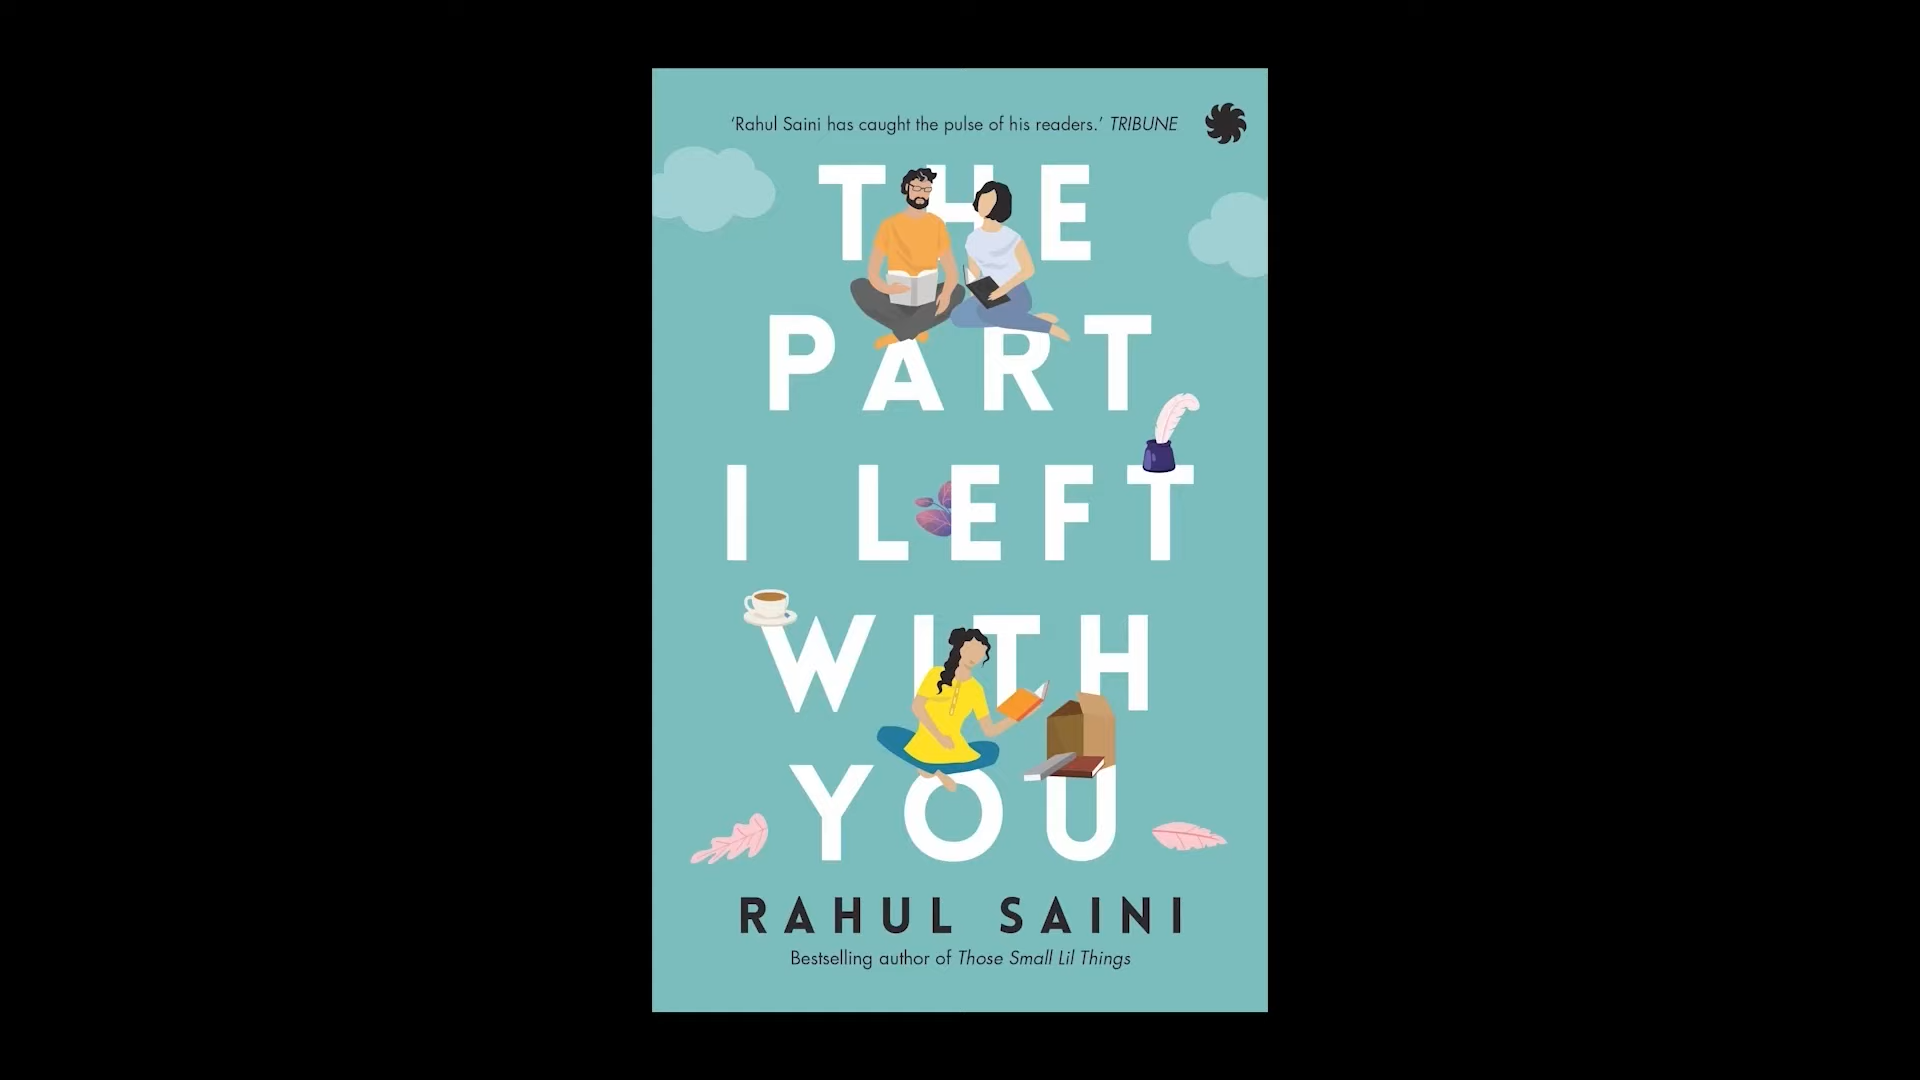 ‘Rahul Saini has caught the pulse of his readers.’ TRIBUNE
THE
PART
I LEFT
WITH
YOU
RAHUL SAINI
Bestselling author of Those Small Lil Things